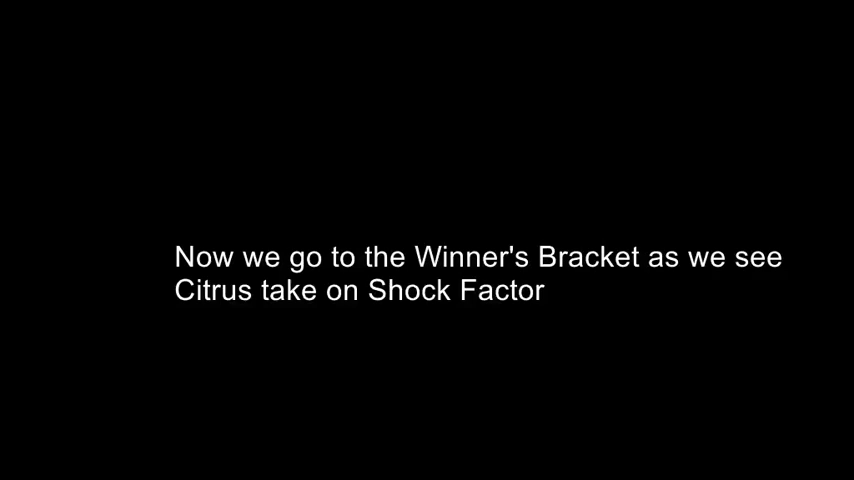 Now we go to the Winner's Bracket as we see
Citrus take on Shock Factor